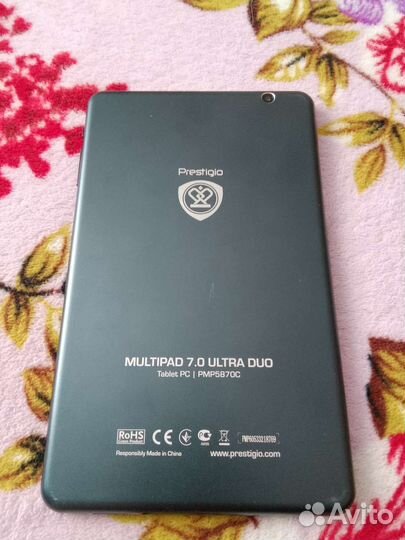 Prestigio
MULTIPAD 7.0 ULTRA DUO
Tablet PC | PMP5870C
RoHS
Responsibly Made in China
www.prestigio.com
Avito